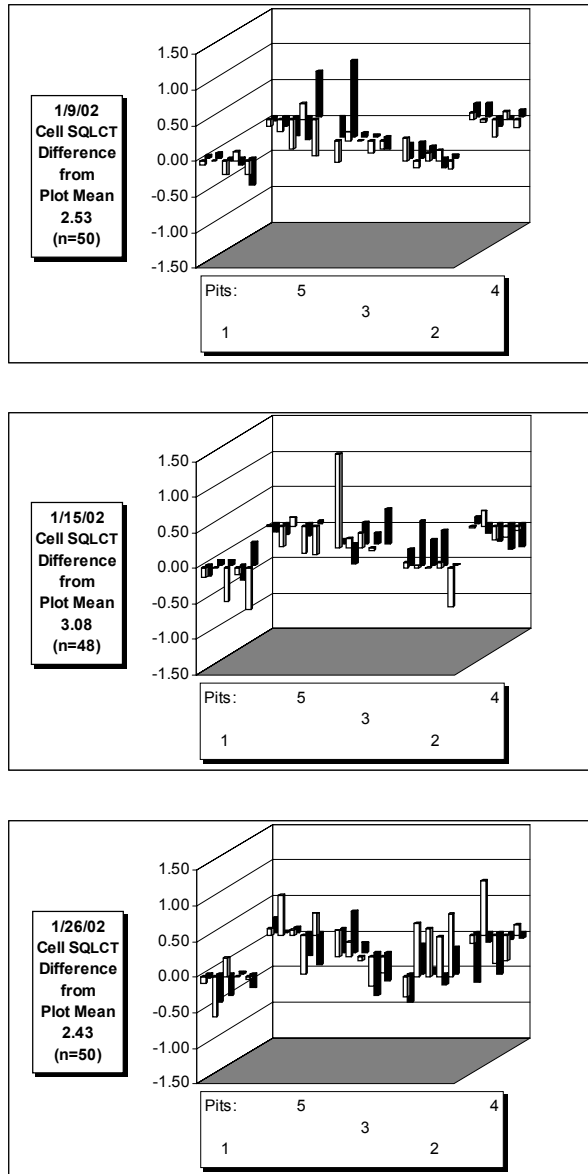 1.50
1.00
0.50
0.00
-0.50
-1.00
-1.50
1/9/02
Cell SQLCT
Difference
from
Plot Mean
2.53
(n=50)
Pits: 5 4
3
1 2
1.50
1.00
0.50
0.00
-0.50
-1.00
-1.50
1/15/02
Cell SQLCT
Difference
from
Plot Mean
3.08
(n=48)
Pits: 5 4
3
1 2
1.50
1.00
0.50
0.00
-0.50
-1.00
-1.50
1/26/02
Cell SQLCT
Difference
from
Plot Mean
2.43
(n=50)
Pits: 5 4
3
1 2